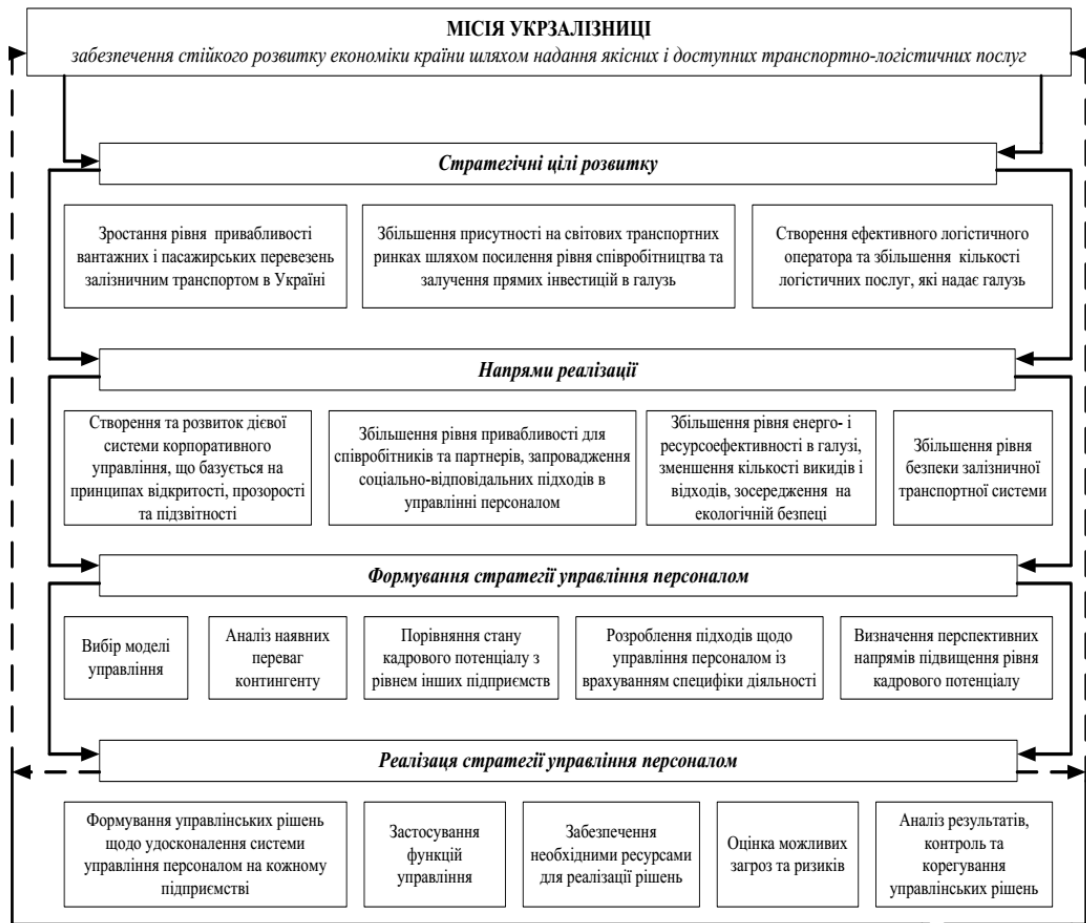 МІСІЯ УКРЗАЛІЗНИЦІ
забезпечення стійкого розвитку економіки країни шляхом надання якісних і доступних транспортно-логістичних послуг
Стратегічні цілі розвитку
Зростання рівня привабливості
вантажних і пасажирських перевезень
залізничним транспортом в Україні
Збільшення присутності на світових транспортних
ринках шляхом посилення рівня співробітництва та
залучення прямих інвестицій в галузь
Створення ефективного логістичного
оператора та збільшення кількості
логістичних послуг, які надає галузь
Напрями реалізації
Створення та розвиток дієвої
системи корпоративного
управління, що базується на
принципах відкритості, прозорості
та підзвітності
Збільшення рівня привабливості для
співробітників та партнерів, запровадження
соціально-відповідальних підходів в
управлінні персоналом
Збільшення рівня енерго- і
ресурсоефективності в галузі,
зменшення кількості викидів і
відходів, зосередження на
екологічній безпеці
Збільшення рівня
безпеки залізничної
транспортної системи
Формування стратегії управління персоналом
Вибір моделі
управління
Аналіз наявних
переваг
контингенту
Порівняння стану
кадрового потенціалу з
рівнем інших підприємств
Розроблення підходів щодо
управління персоналом із
врахуванням специфіки діяльності
Визначення перспективних
напрямів підвищення рівня
кадрового потенціалу
Реалізаця стратегії управління персоналом
Формування управлінських рішень
щодо удосконалення системи
управління персоналом на кожному
підприємстві
Застосування
функцій
управління
Забезпечення
необхідними ресурсами
для реалізації рішень
Оцінка можливих
загроз та ризиків
Аналіз результатів,
контроль та
корегування
управлінських рішень